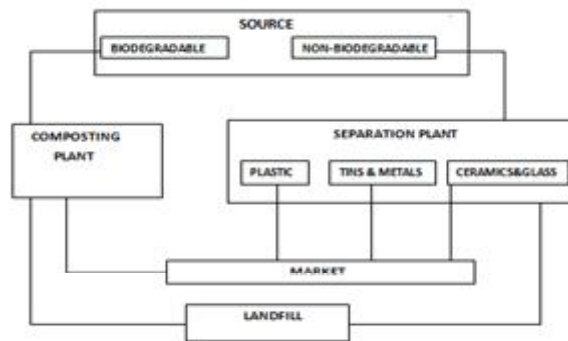 SOURCE
BIODEGRADABLE
NON-BIODEGRADABLE
COMPOSTING
PLANT
SEPARATION PLANT
PLASTIC
TINS & METALS
CERAMICS&GLASS
MARKET
LANDFILL